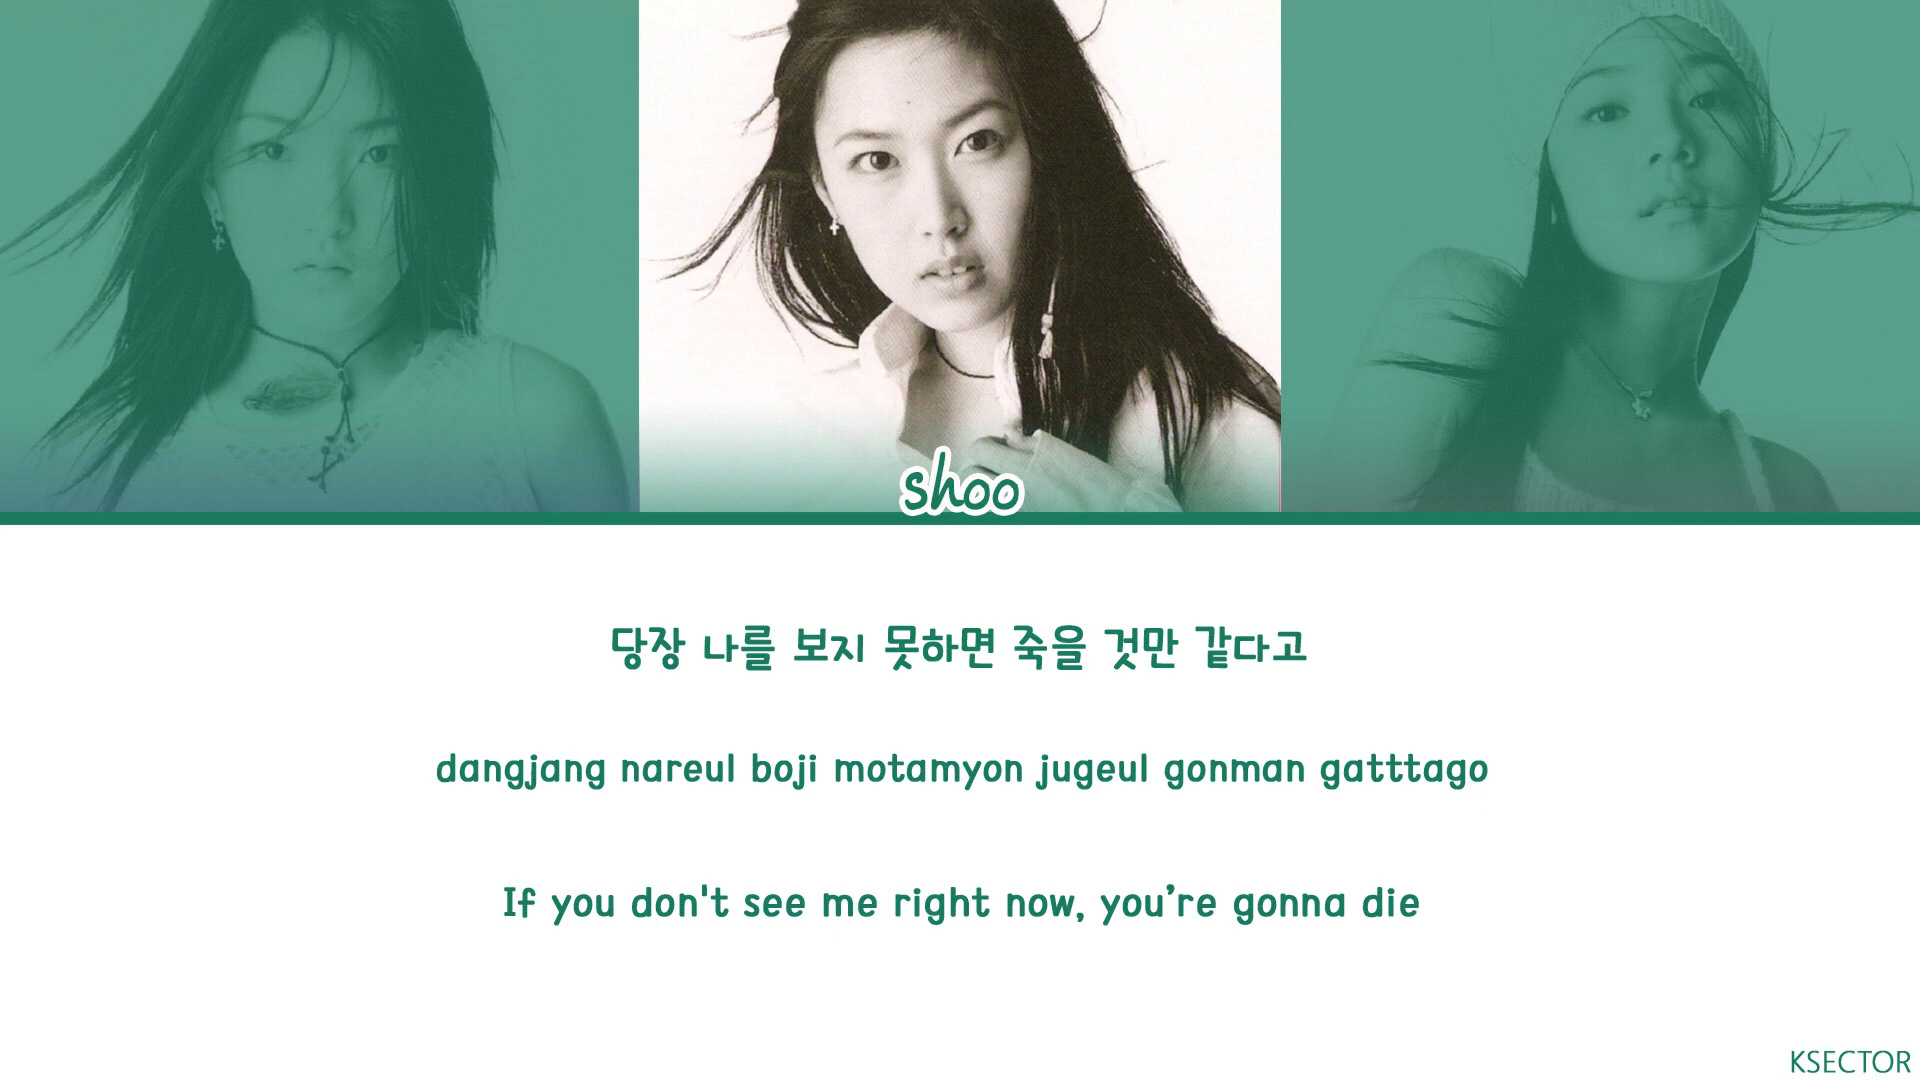 shoo
당장 나를 보지 못하면 죽을 것만 같다고
dangjang nareul boji motamyon jugeul gonman gatttago
If you don't see me right now, you’re gonna die
KSECTOR